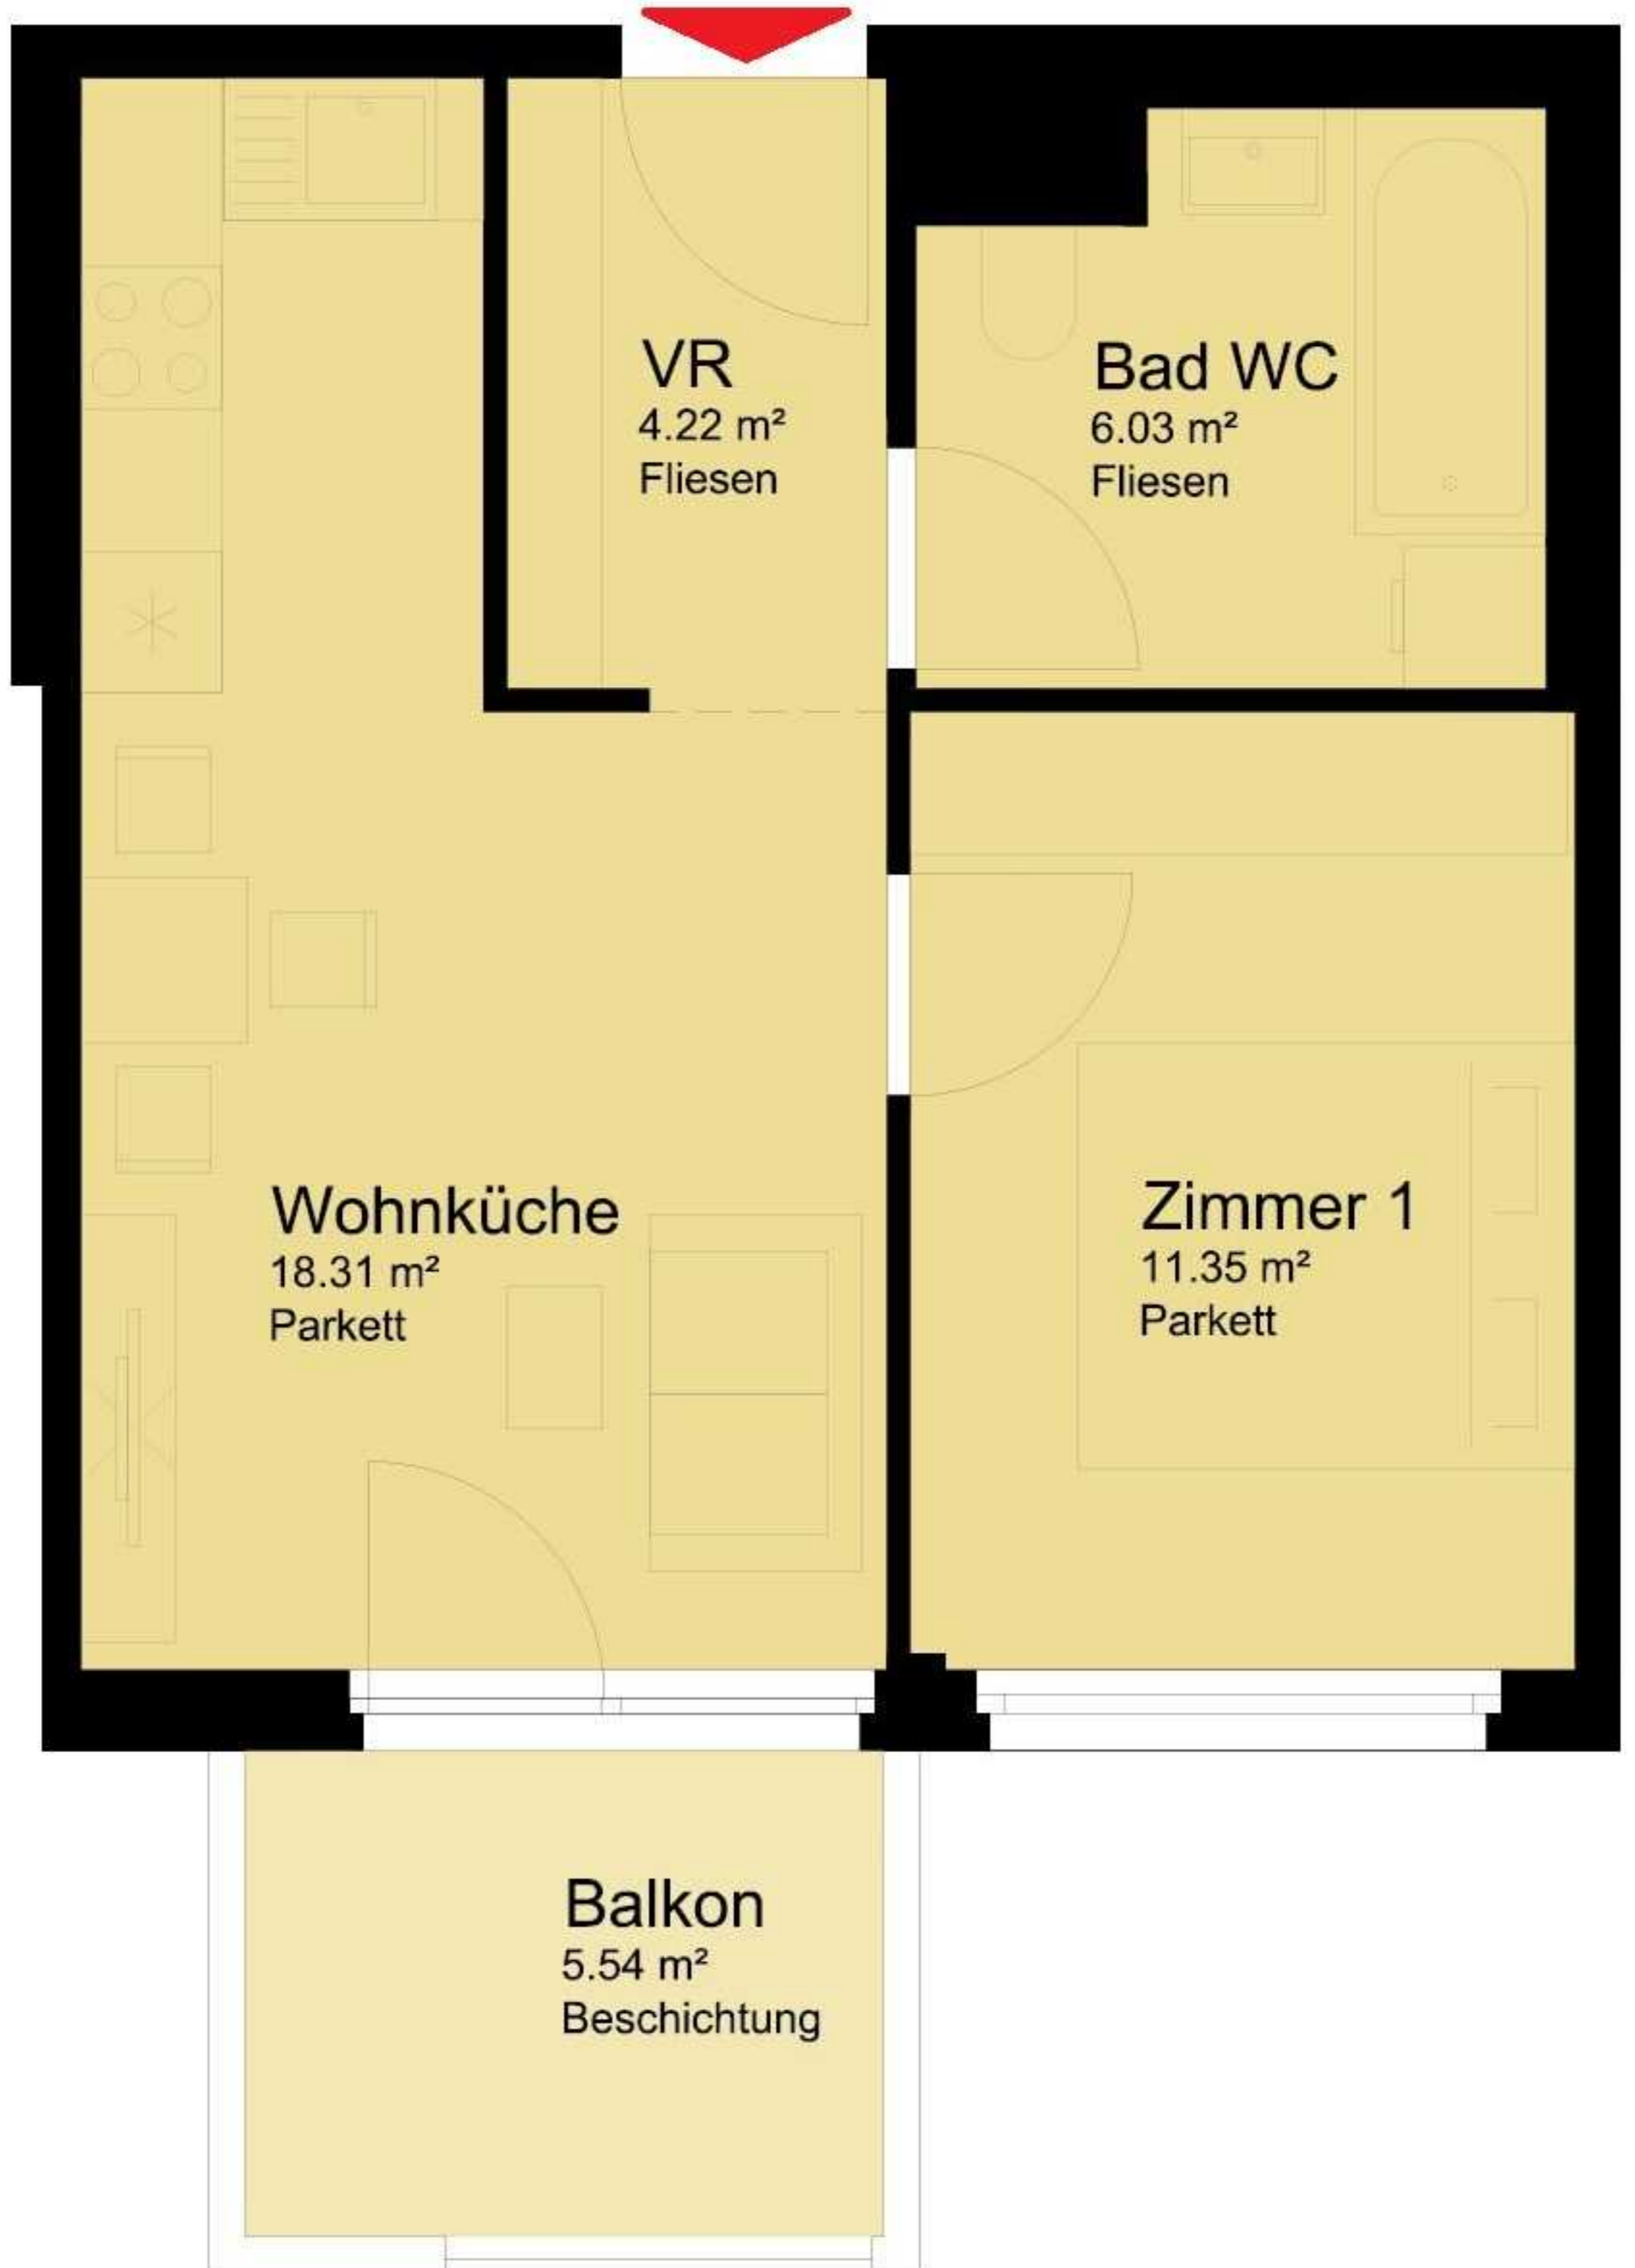 VR
4.22 m²
Fliesen
Bad WC
6.03 m²
Fliesen
Wohnküche
18.31 m²
Parkett
Zimmer 1
11.35 m²
Parkett
Balkon
5.54 m²
Beschichtung